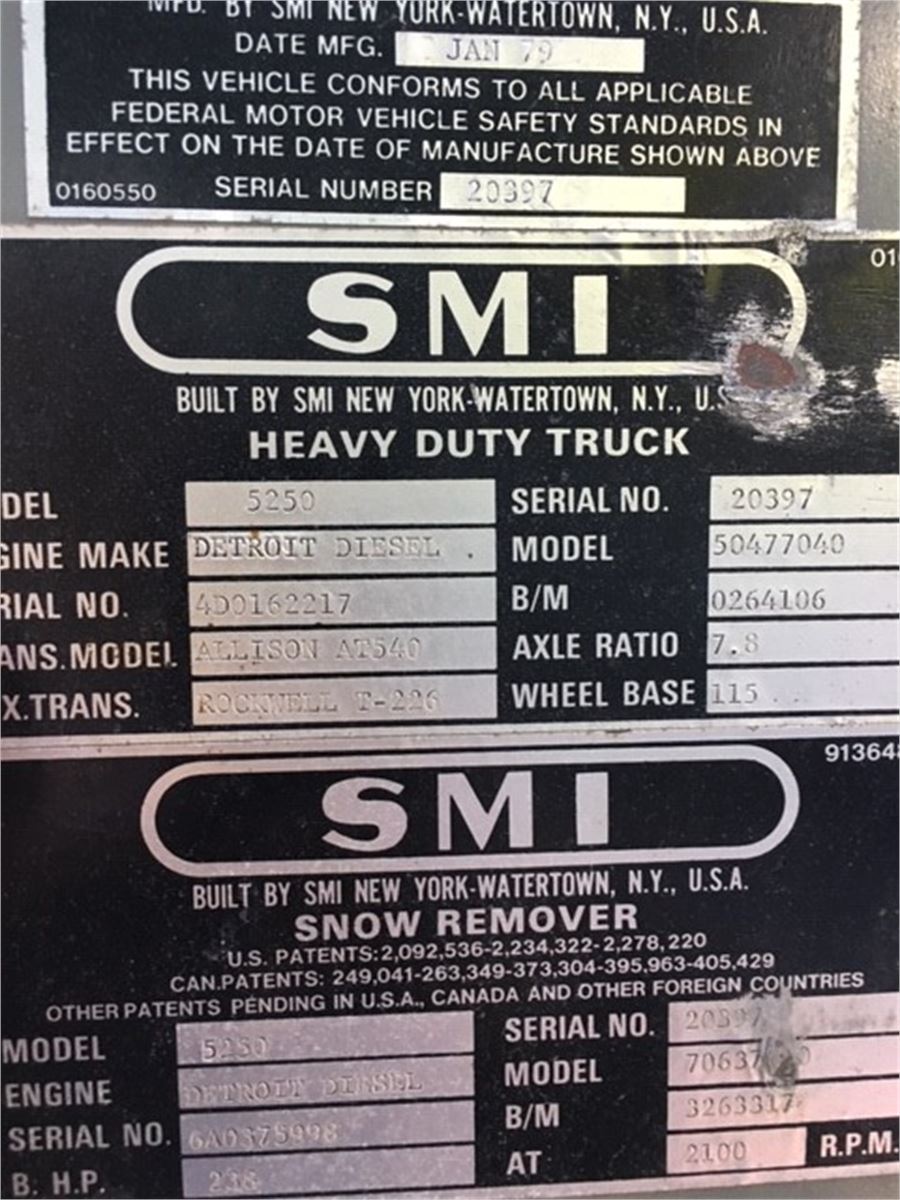 MFD. BY SMI NEW YORK-WATERTOWN, N.Y., U.S.A.
DATE MFG. JAN 79
THIS VEHICLE CONFORMS TO ALL APPLICABLE
FEDERAL MOTOR VEHICLE SAFETY STANDARDS IN
EFFECT ON THE DATE OF MANUFACTURE SHOWN ABOVE
0160550 SERIAL NUMBER 20397
SMI
BUILT BY SMI NEW YORK-WATERTOWN, N.Y., U.S
HEAVY DUTY TRUCK
DEL 5250 SERIAL NO. 20397
GINE MAKE DETROIT DIESEL . MODEL 50477040
RIAL NO. 4D0162217 B/M 0264106
ANS.MODEL ALLISON AT540 AXLE RATIO 7.8
X.TRANS. ROCKWELL T-226 WHEEL BASE 115
913648
SMI
BUILT BY SMI NEW YORK-WATERTOWN, N.Y., U.S.A.
SNOW REMOVER
U.S. PATENTS:2,092,536-2,234,322-2,278,220
CAN.PATENTS: 249,041-263,349-373,304-395,963-405,429
OTHER PATENTS PENDING IN U.S.A., CANADA AND OTHER FOREIGN COUNTRIES
MODEL 5250 SERIAL NO. 20397
ENGINE DETROIT DIESEL MODEL
SERIAL NO. 6A0375998 B/M 3263317
B. H.P. 238 AT 2100 R.P.M.